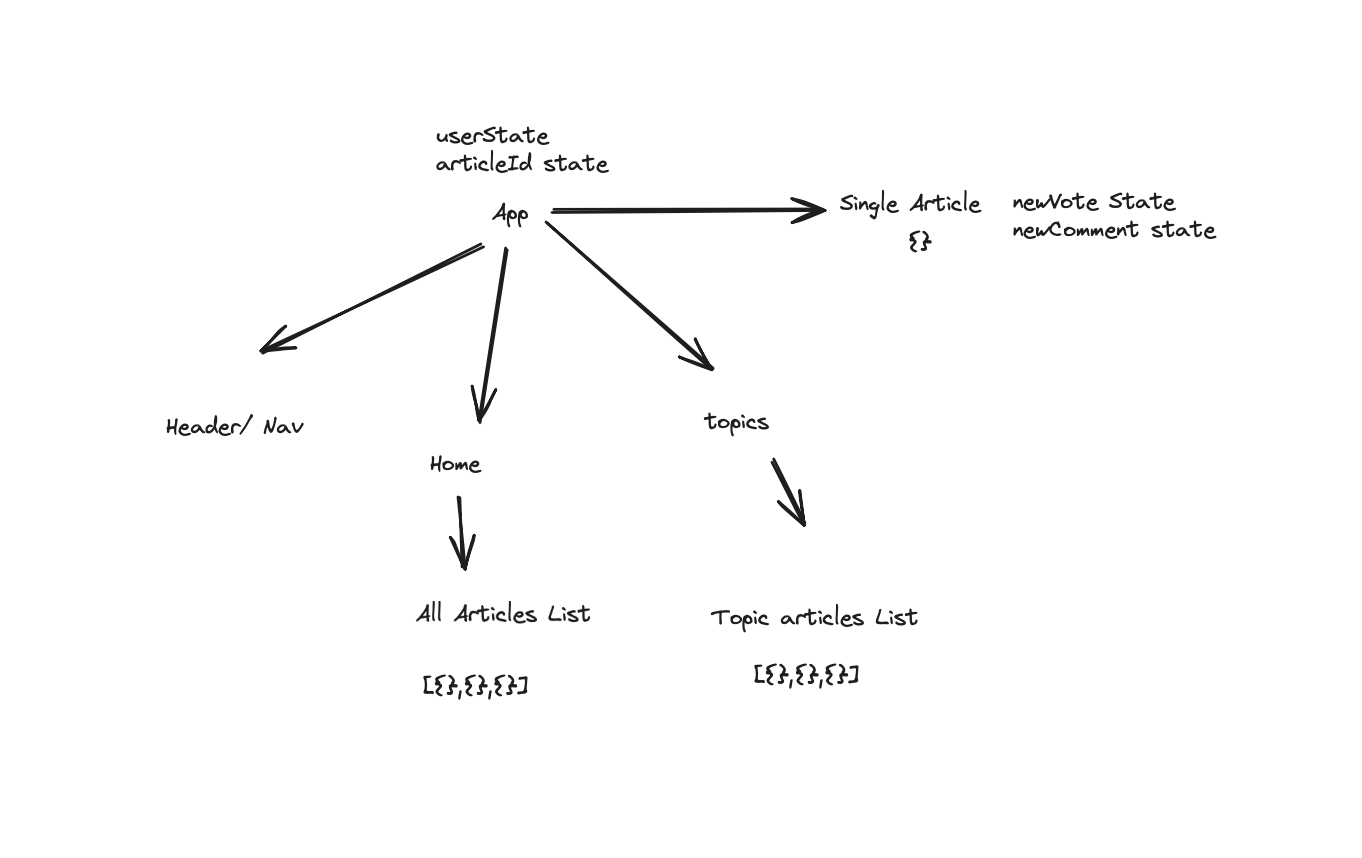 userState
articleId state
App
Single Article
{}
newVote State
newComment state
Header/ Nav
Home
topics
All Articles List
[{},{},{}]
Topic articles List
[{},{},{}]